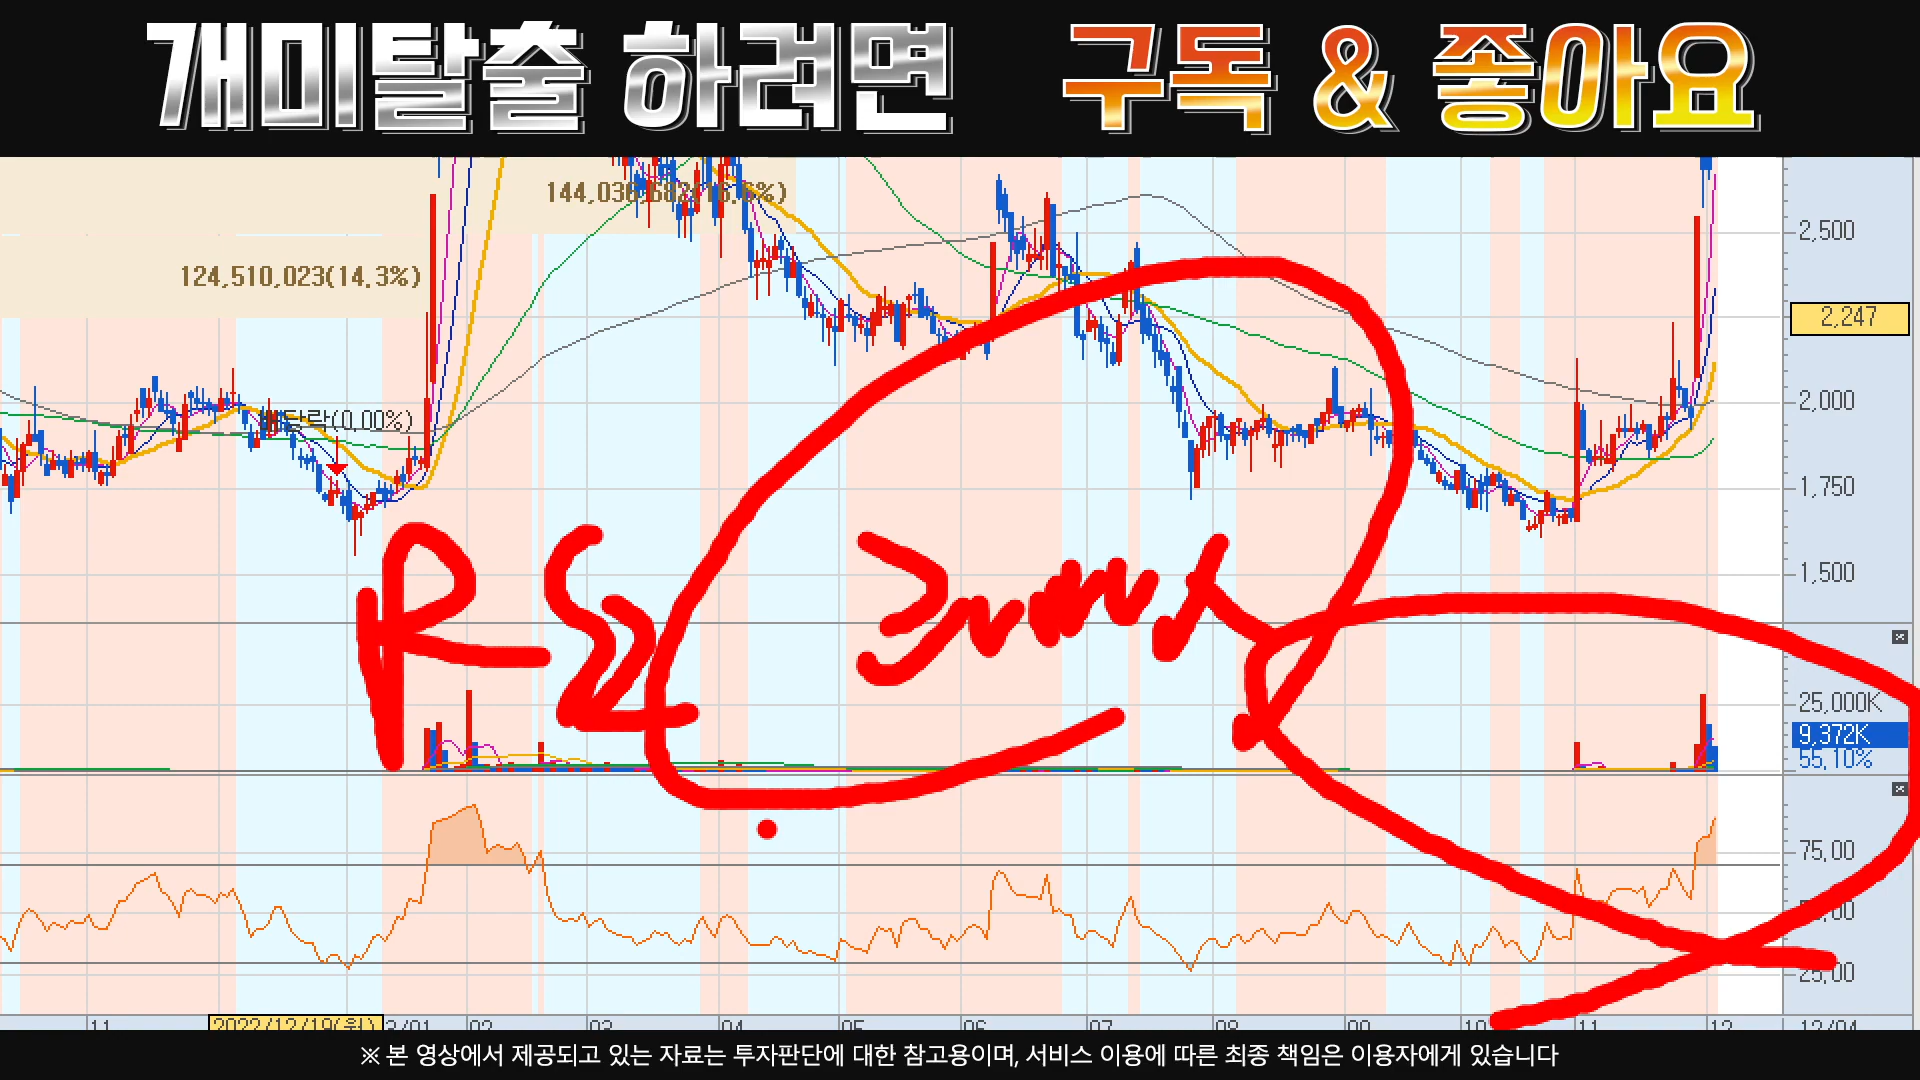 개미탈출 하려면 구독 & 좋아요
144,036,682(16.6%)
2,500
124,510,023(14.3%)
2,247
2,000
(0.00%)
1,750
1,500
25,000K
9,372K
55.10%
75.00
25.00
11 2022/12/19(월) 02 03 04 05 06 07 08 09 10 11 12 12/04
※ 본 영상에서 제공되고 있는 자료는 투자판단에 대한 참고용이며, 서비스 이용에 따른 최종 책임은 이용자에게 있습니다